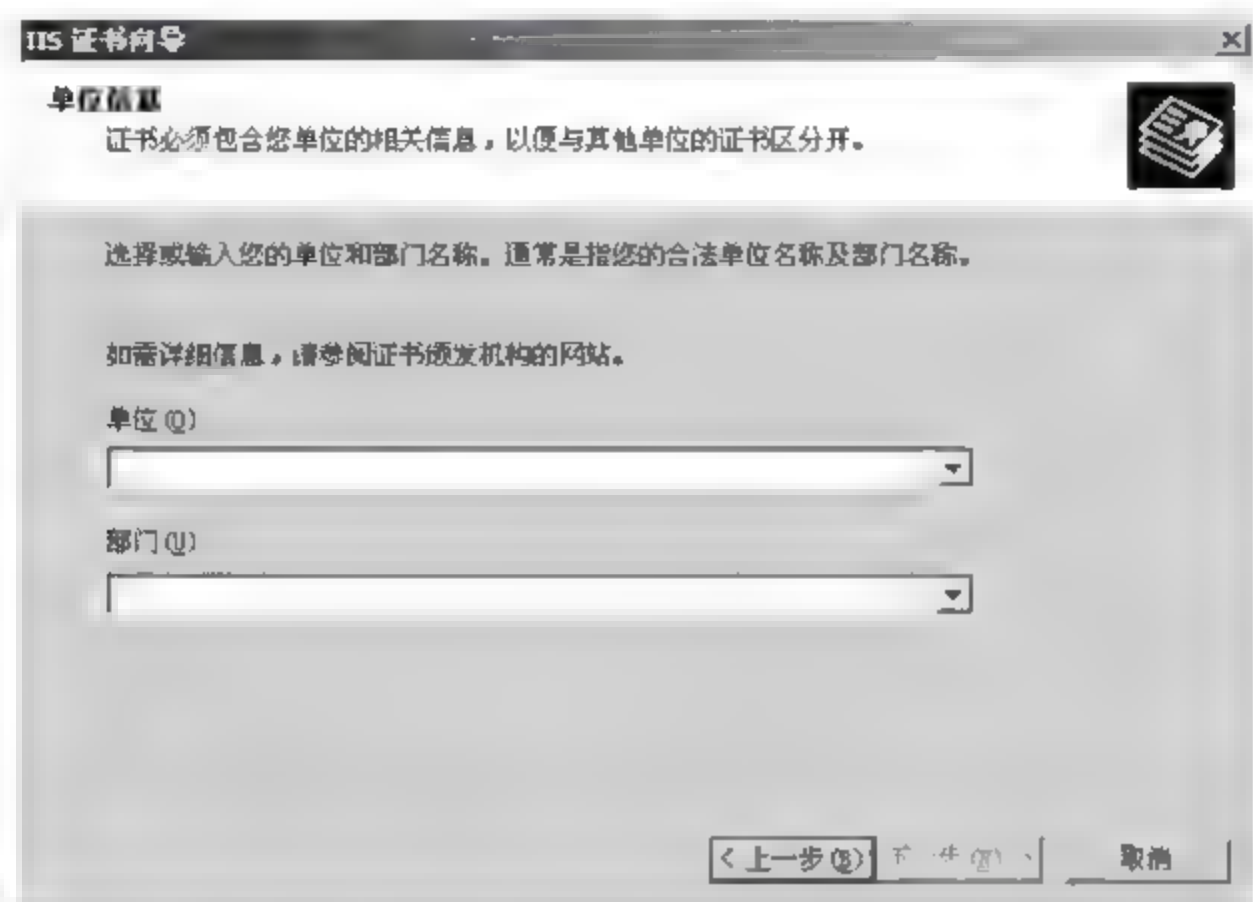 IIS 证书向导
单位信息
证书必须包含您单位的相关信息，以便与其他单位的证书区分开。
选择或输入您的单位和部门名称。通常是指您的合法单位名称及部门名称。
如需详细信息，请参阅证书颁发机构的网站。
单位(O)
部门(U)
< 上一步(B) 下一步(N) > 取消